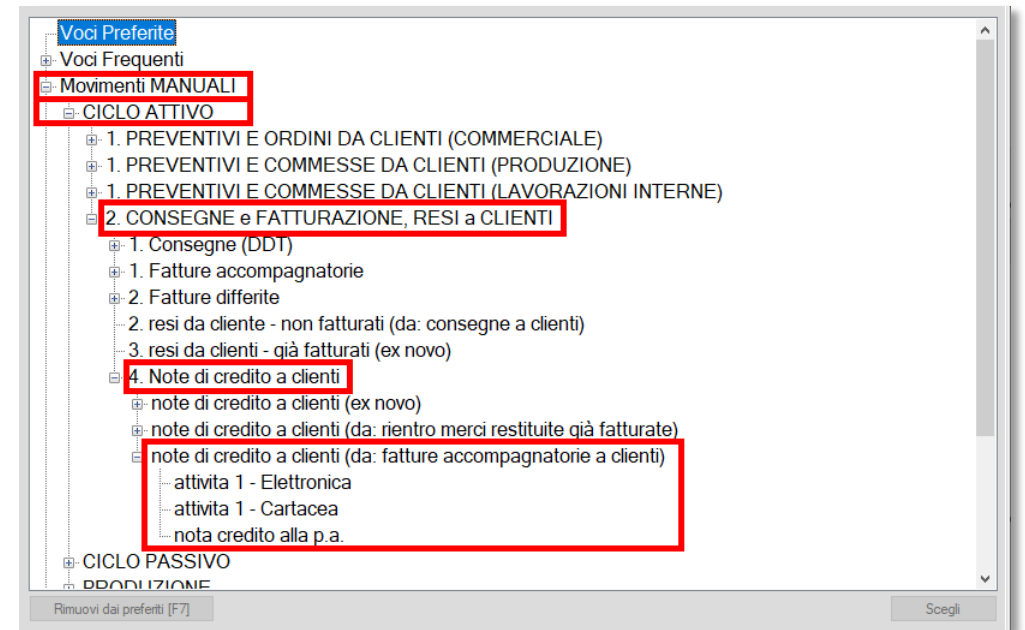 Voci Preferite
Voci Frequenti
Movimenti MANUALI
CICLO ATTIVO
1. PREVENTIVI E ORDINI DA CLIENTI (COMMERCIALE)
1. PREVENTIVI E COMMESSE DA CLIENTI (PRODUZIONE)
1. PREVENTIVI E COMMESSE DA CLIENTI (LAVORAZIONI INTERNE)
2. CONSEGNE e FATTURAZIONE, RESI a CLIENTI
1. Consegne (DDT)
1. Fatture accompagnatorie
2. Fatture differite
2. resi da cliente - non fatturati (da: consegne a clienti)
3. resi da clienti - già fatturati (ex novo)
4. Note di credito a clienti
note di credito a clienti (ex novo)
note di credito a clienti (da: rientro merci restituite già fatturate)
note di credito a clienti (da: fatture accompagnatorie a clienti)
attivita 1 - Elettronica
attivita 1 - Cartacea
nota credito alla p.a.
CICLO PASSIVO
PRODUZIONE
Rimuovi dai preferiti [F7]
Scegli